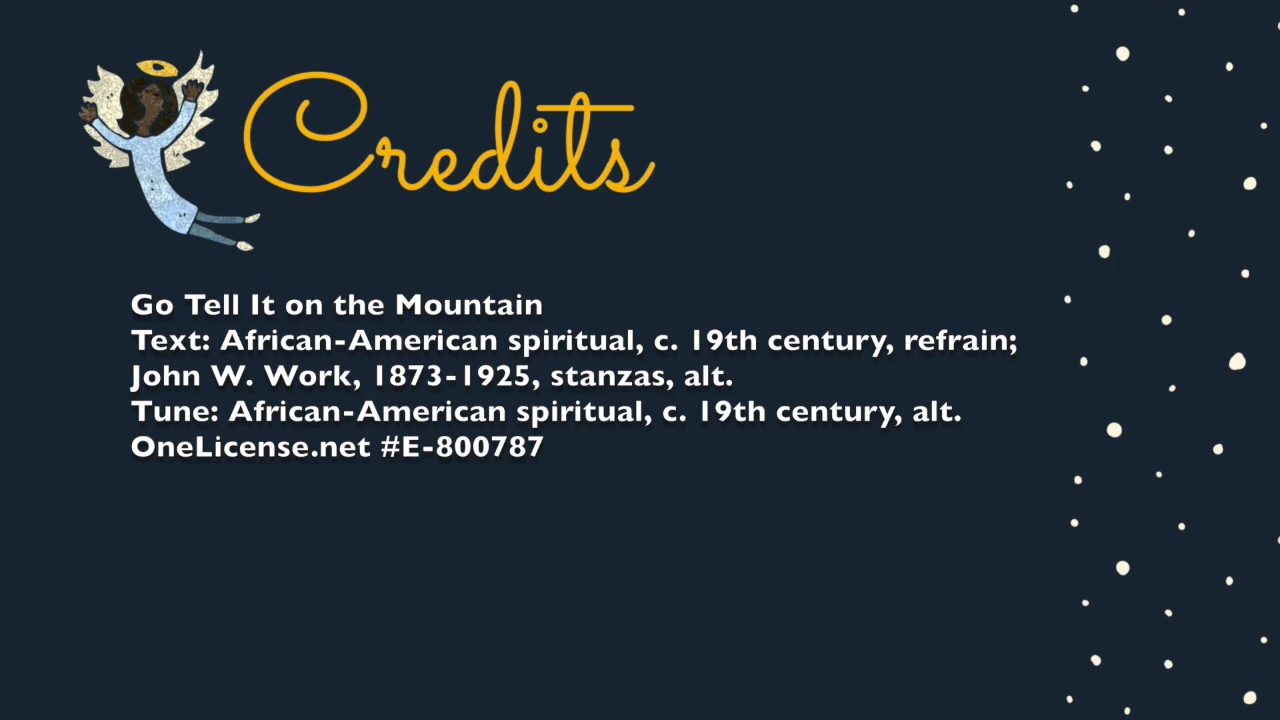 Credits
Go Tell It on the Mountain
Text: African-American spiritual, c. 19th century, refrain;
John W. Work, 1873-1925, stanzas, alt.
Tune: African-American spiritual, c. 19th century, alt.
OneLicense.net #E-800787